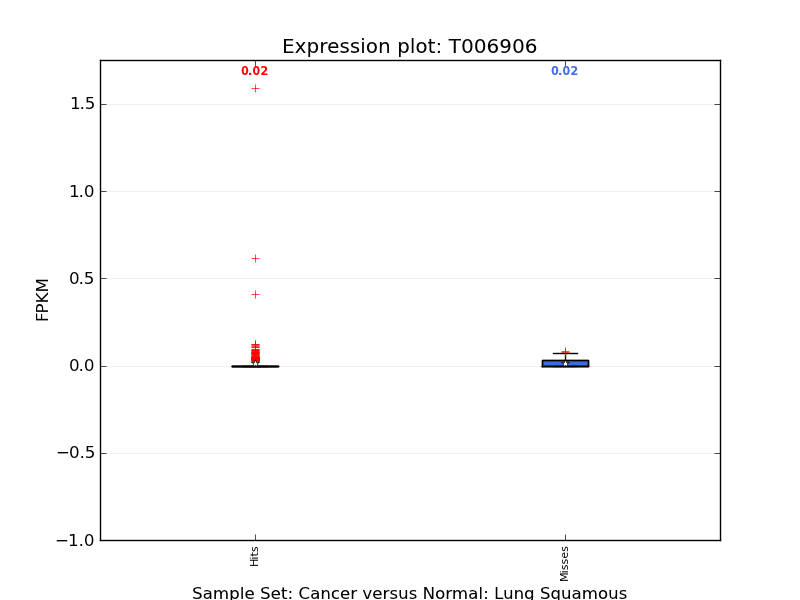 Expression plot: T006906
0.02
0.02
1.5
1.0
0.5
0.0
−0.5
−1.0
FPKM
Hits
Misses
Sample Set: Cancer versus Normal: Lung Squamous